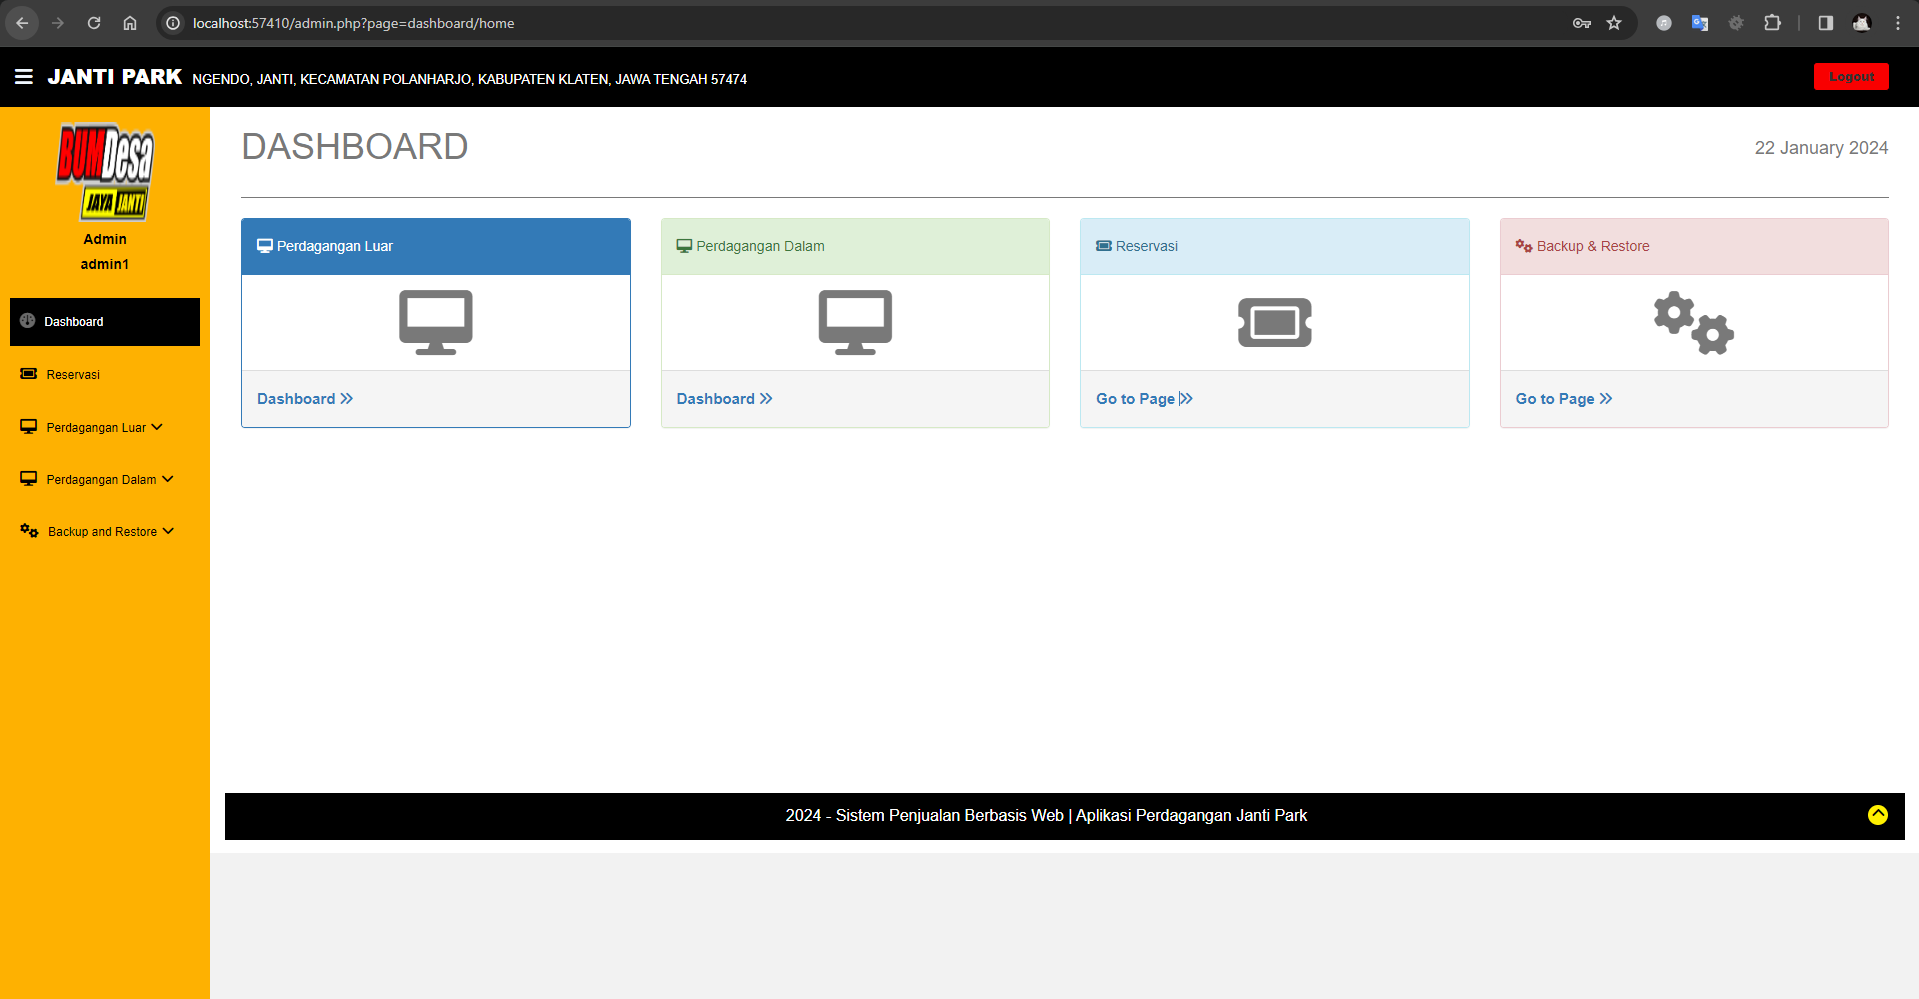 localhost:57410/admin.php?page=dashboard/home
JANTI PARK NGENDO, JANTI, KECAMATAN POLANHARJO, KABUPATEN KLATEN, JAWA TENGAH 57474
Logout
BUMDesa
JAYA JANTI
Admin
admin1
Dashboard
Reservasi
Perdagangan Luar
Perdagangan Dalam
Backup and Restore
DASHBOARD
22 January 2024
Perdagangan Luar
Dashboard
Perdagangan Dalam
Dashboard
Reservasi
Go to Page
Backup & Restore
Go to Page
2024 - Sistem Penjualan Berbasis Web | Aplikasi Perdagangan Janti Park